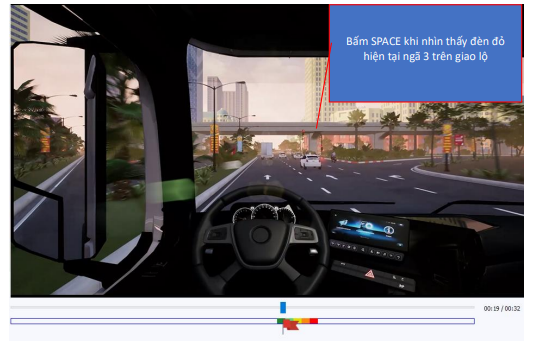 Bấm SPACE khi nhìn thấy đèn đỏ
hiện tại ngã 3 trên giao lộ
00:19 / 00:32